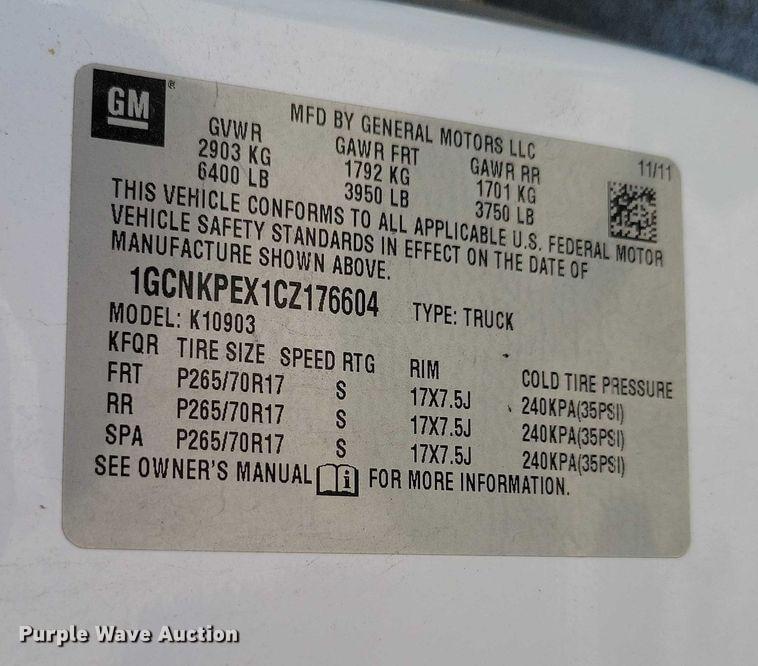 GM®
MFD BY GENERAL MOTORS LLC
11/11
GVWR GAWR FRT GAWR RR
2903 KG 1792 KG 1701 KG
6400 LB 3950 LB 3750 LB
THIS VEHICLE CONFORMS TO ALL APPLICABLE U.S. FEDERAL MOTOR
VEHICLE SAFETY STANDARDS IN EFFECT ON THE DATE OF
MANUFACTURE SHOWN ABOVE.
1GCNKPEX1CZ176604 TYPE: TRUCK
MODEL: K10903
KFQR TIRE SIZE SPEED RTG RIM COLD TIRE PRESSURE
FRT P265/70R17 S 17X7.5J 240KPA(35PSI)
RR P265/70R17 S 17X7.5J 240KPA(35PSI)
SPA P265/70R17 S 17X7.5J 240KPA(35PSI)
SEE OWNER'S MANUAL i FOR MORE INFORMATION.
Purple Wave Auction